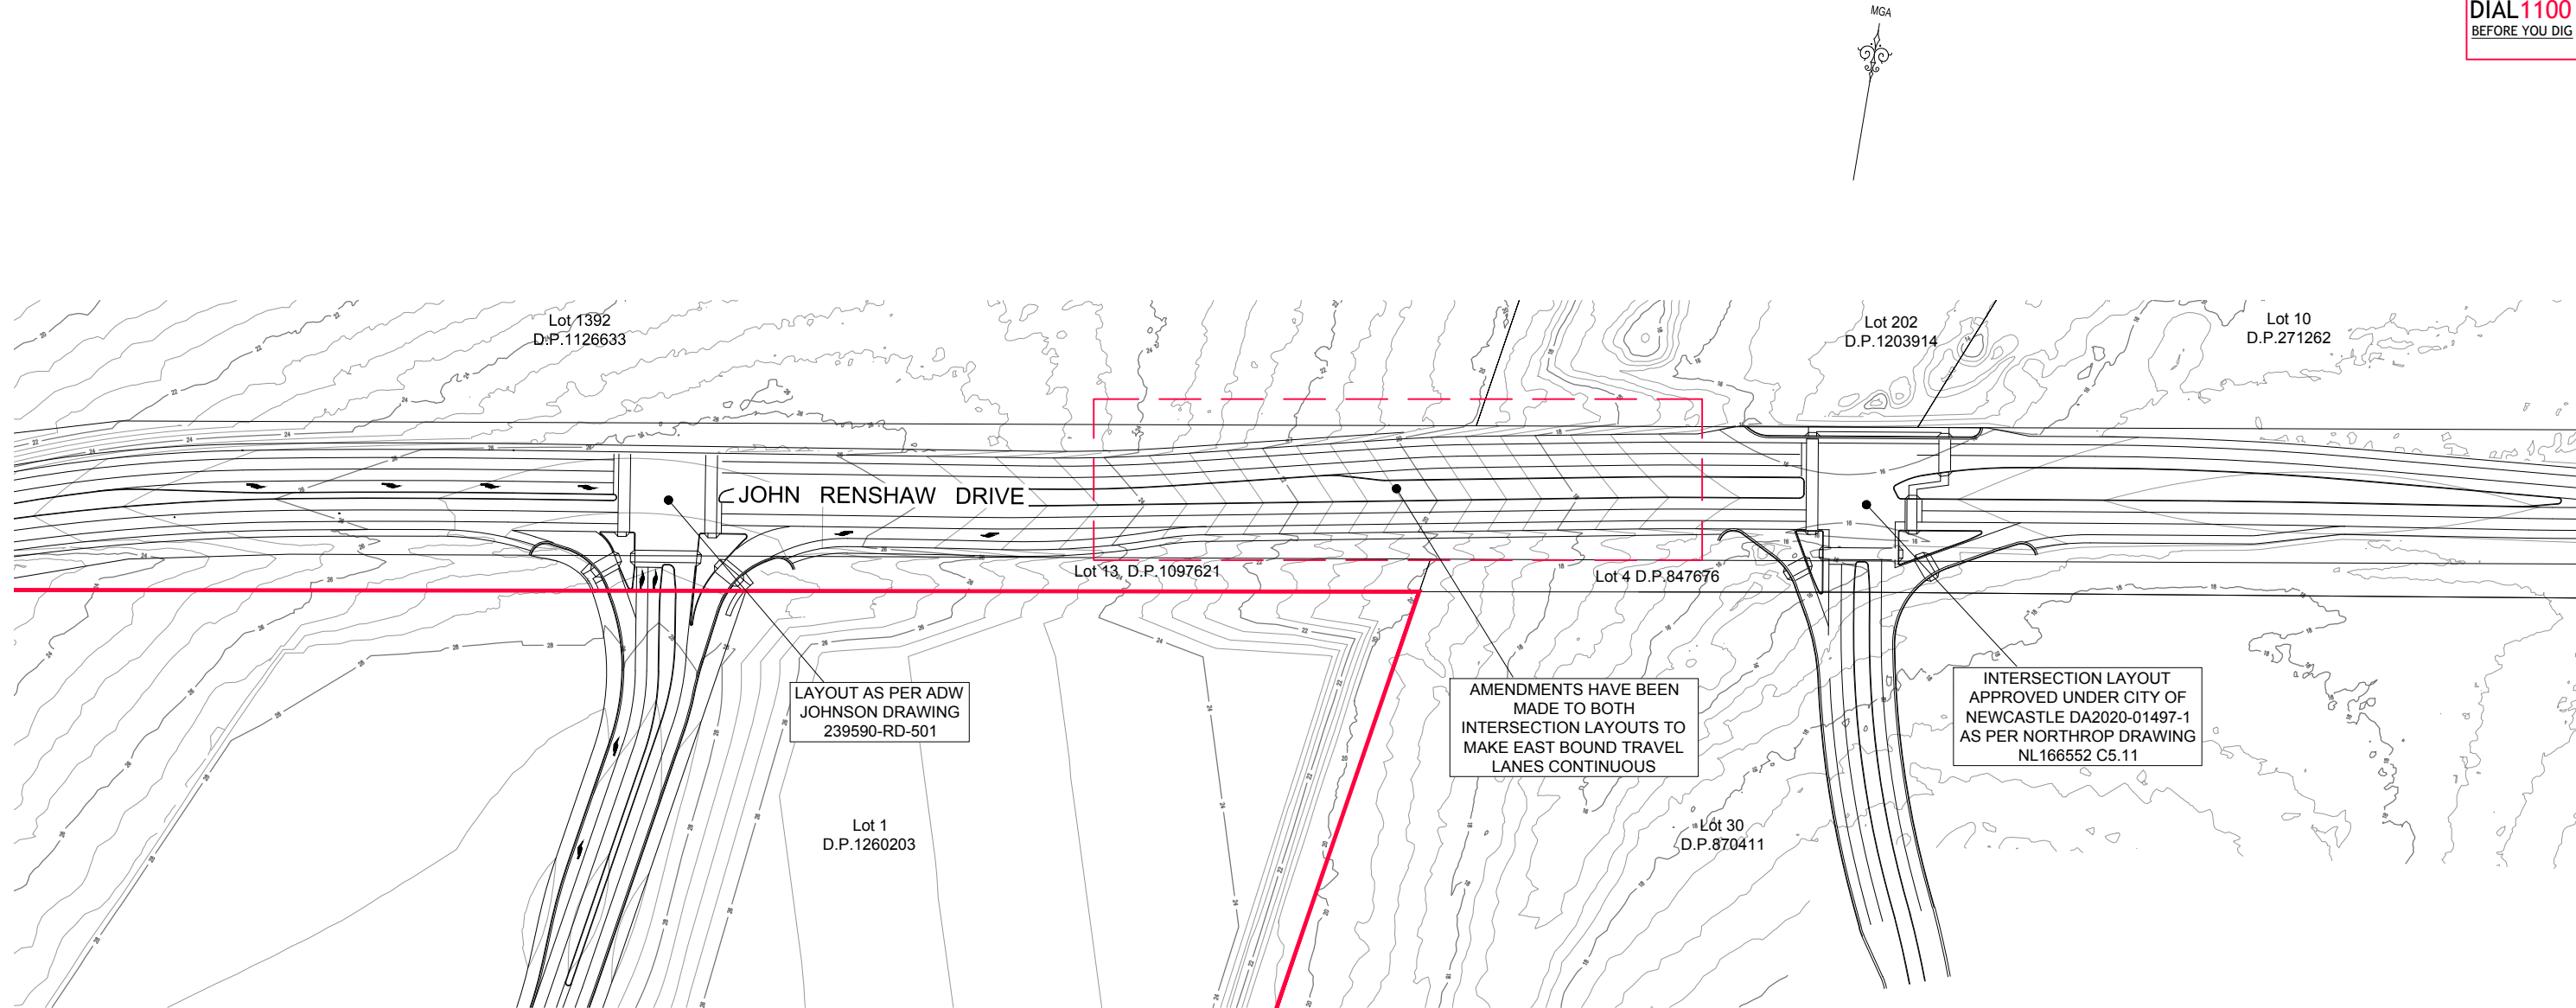 MGA
DIAL1100
BEFORE YOU DIG
Lot 1392
D.P.1126633
Lot 202
D.P.1203914
Lot 10
D.P.271262
JOHN RENSHAW DRIVE
Lot 13 D.P.1097621
Lot 4 D.P.847676
LAYOUT AS PER ADW
JOHNSON DRAWING
239590-RD-501
AMENDMENTS HAVE BEEN
MADE TO BOTH
INTERSECTION LAYOUTS TO
MAKE EAST BOUND TRAVEL
LANES CONTINUOUS
INTERSECTION LAYOUT
APPROVED UNDER CITY OF
NEWCASTLE DA2020-01497-1
AS PER NORTHROP DRAWING
NL166552 C5.11
Lot 1
D.P.1260203
Lot 30
D.P.870411